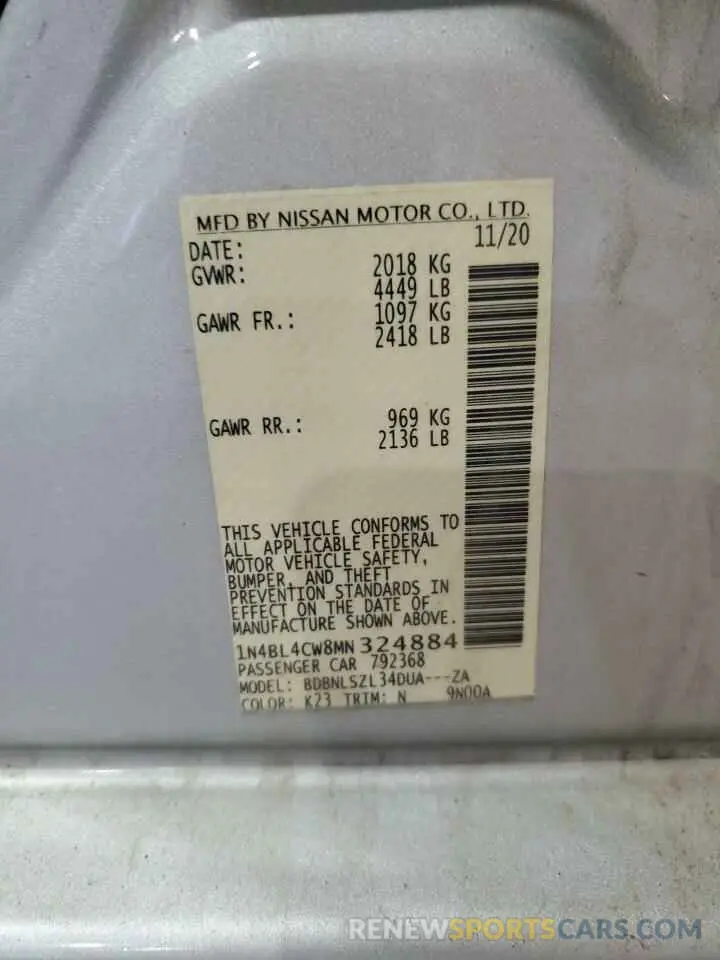 MFD BY NISSAN MOTOR CO., LTD.
DATE: 11/20
GVWR: 2018 KG
4449 LB
GAWR FR.: 1097 KG
2418 LB
GAWR RR.: 969 KG
2136 LB
THIS VEHICLE CONFORMS TO
ALL APPLICABLE FEDERAL
MOTOR VEHICLE SAFETY,
BUMPER, AND THEFT
PREVENTION STANDARDS IN
EFFECT ON THE DATE OF
MANUFACTURE SHOWN ABOVE.
1N4BL4CW8MN324884
PASSENGER CAR 792368
MODEL: BDBNLSZL34DUA---ZA
COLOR: K23 TRIM: N 9N00A
RENEWSPORTSCARS.COM